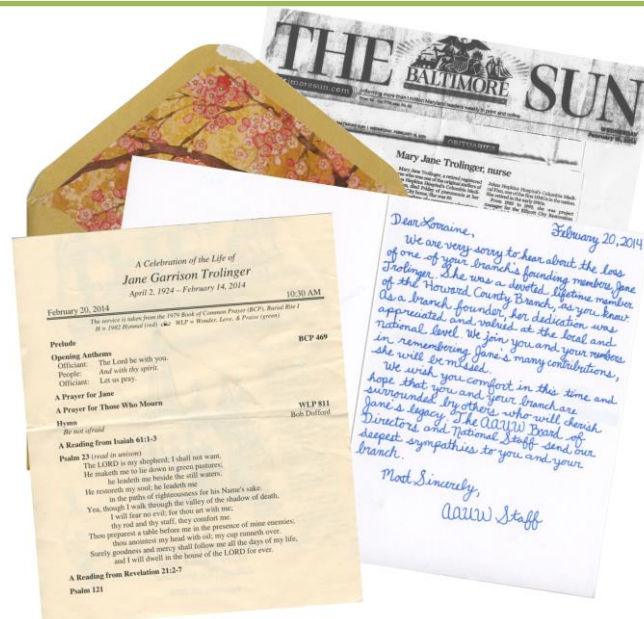 THE BALTIMORE SUN
OBITUARIES
Mary Jane Trolinger, nurse
Mary Jane Trolinger, a retired registered
February 20, 2014
Dear Lorraine,
We are very sorry to hear about the loss
of one of your branch's founding members, Jane
Trolinger. She was a devoted lifetime member
of the Howard County Branch, as you know
As a branch founder, her dedication was
appreciated and valued at the local and
national level. We join you and your members
in remembering Jane's many contributions,
she will be missed.
We wish you comfort in this time and
hope that you and your branch are
surrounded by others who will cherish
Jane's legacy. The AAUW Board of
Directors and National Staff send our
deepest sympathies to you and your
branch.
Most Sincerely,
AAUW Staff
A Celebration of the Life of
Jane Garrison Trolinger
April 2, 1924 – February 14, 2014
February 20, 2014 10:30 AM
The service is taken from the 1979 Book of Common Prayer (BCP), Burial Rite I
H = 1982 Hymnal (red) WLP = Wonder, Love, & Praise (green)
Prelude
Opening Anthems BCP 469
Officiant: The Lord be with you.
People: And with thy spirit.
Officiant: Let us pray.
A Prayer for Jane
A Prayer for Those Who Mourn
Hymn WLP 811
Be not afraid Bob Dufford
A Reading from Isaiah 61:1-3
Psalm 23 (read in unison)
The LORD is my shepherd; I shall not want.
He maketh me to lie down in green pastures;
he leadeth me beside the still waters.
He restoreth my soul; he leadeth me
in the paths of righteousness for his Name's sake.
Yea, though I walk through the valley of the shadow of death,
I will fear no evil; for thou art with me;
thy rod and thy staff, they comfort me.
Thou preparest a table before me in the presence of mine enemies;
thou anointest my head with oil; my cup runneth over.
Surely goodness and mercy shall follow me all the days of my life,
and I will dwell in the house of the LORD for ever.
A Reading from Revelation 21:2-7
Psalm 121